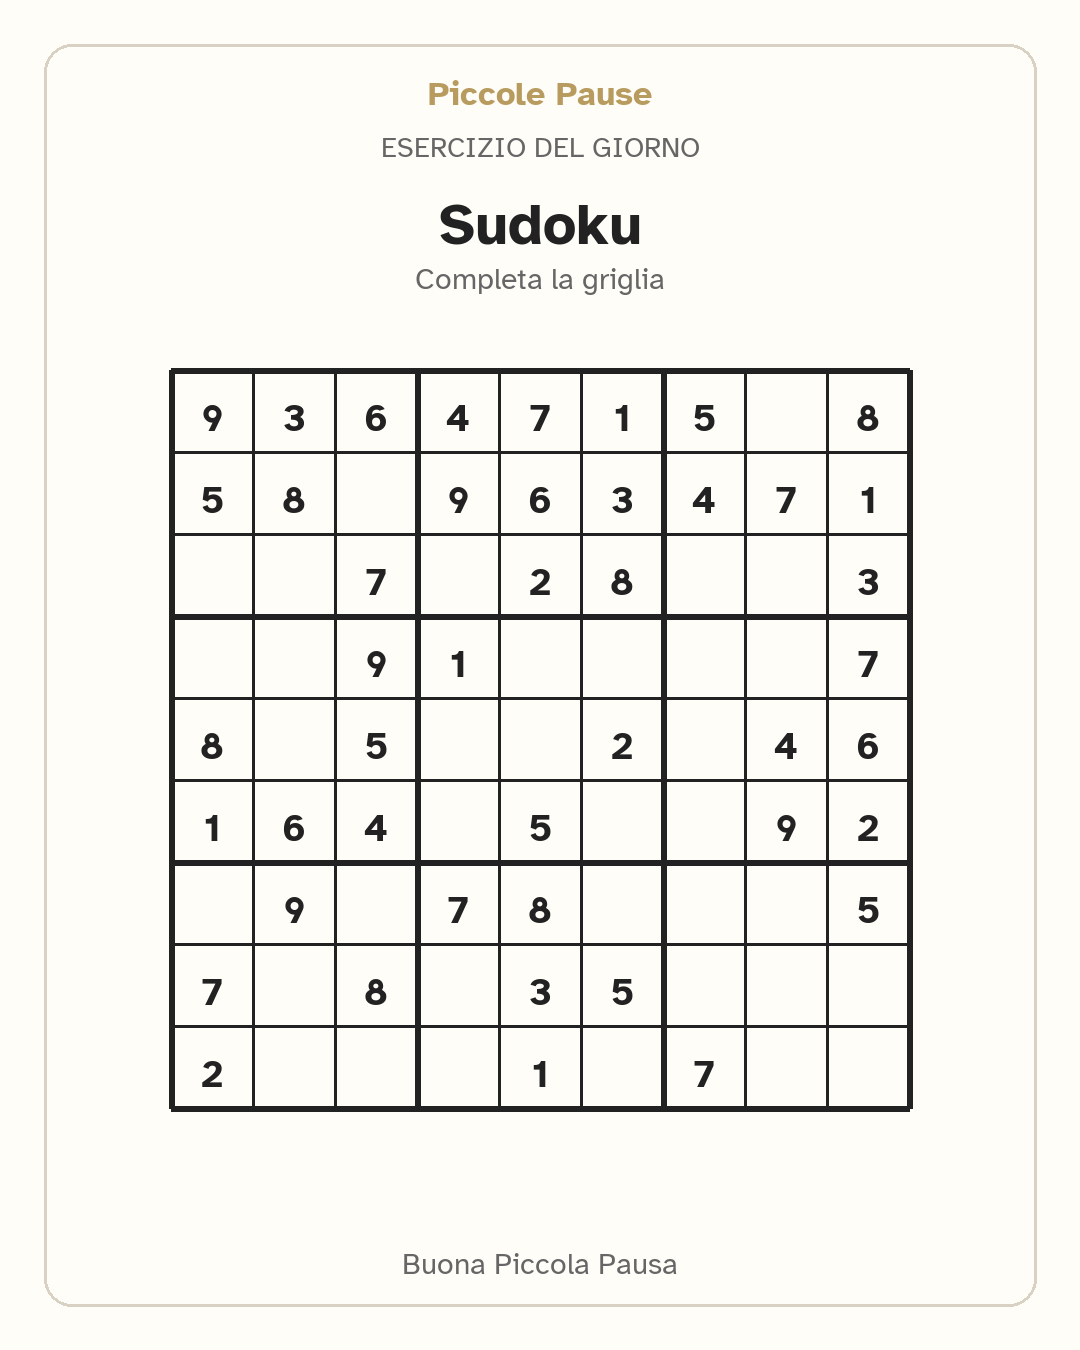 Piccole Pause
ESERCIZIO DEL GIORNO
Sudoku
Completa la griglia
9 3 6 4 7 1 5 8
5 8 9 6 3 4 7 1
7 2 8 3
9 1 7
8 5 2 4 6
1 6 4 5 9 2
9 7 8 5
7 8 3 5
2 1 7
Buona Piccola Pausa